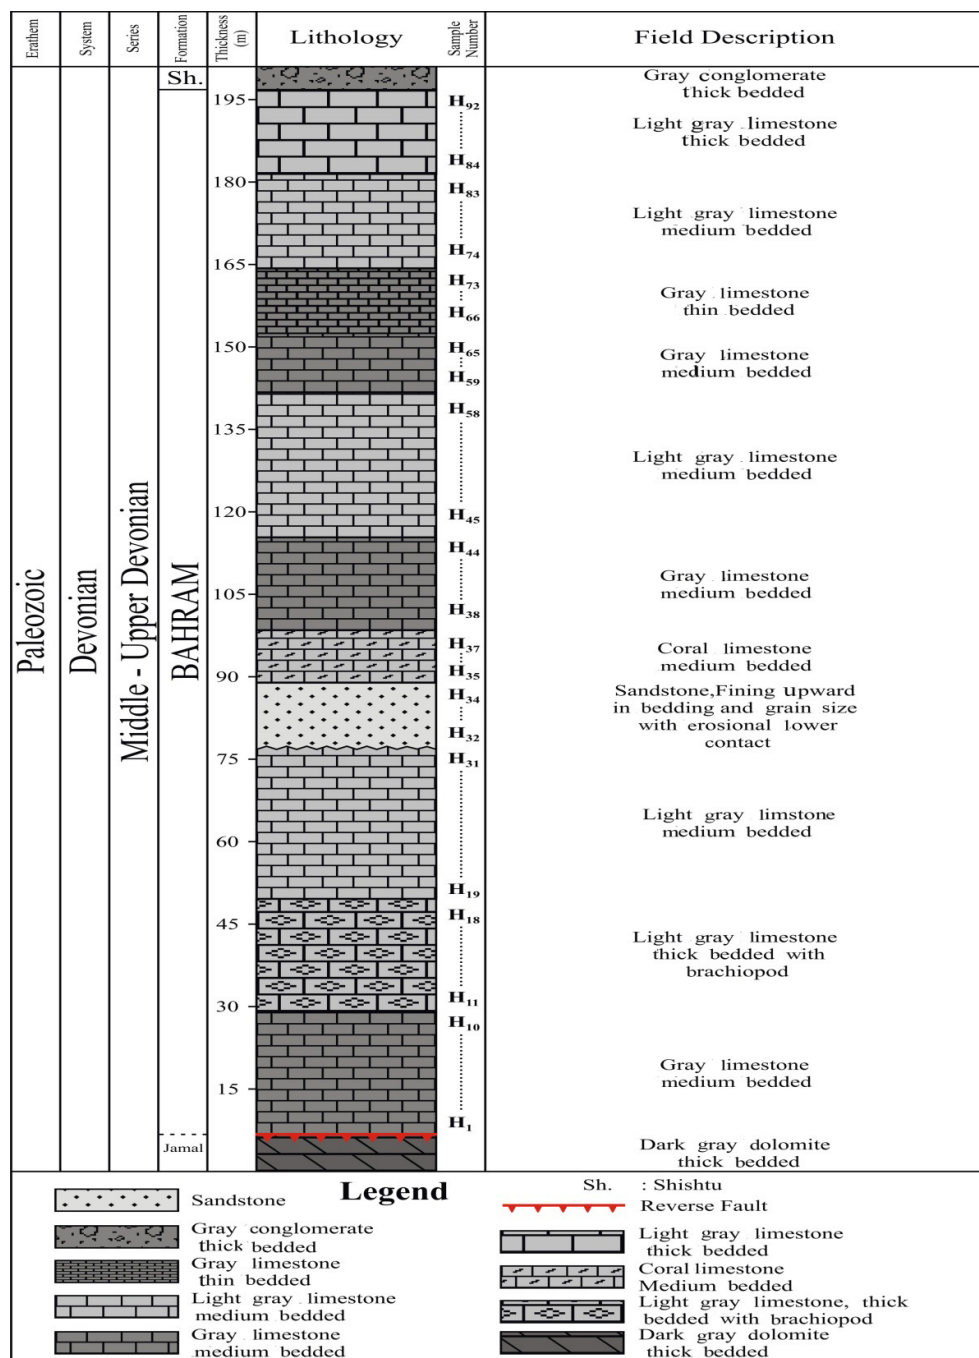 Erathem
System
Series
Formation
Thickness
(m)
Lithology
Sample
Number
Field Description
Paleozoic
Devonian
Middle - Upper Devonian
Sh.
BAHRAM
Jamal
195
180
165
150
135
120
105
90
75
60
45
30
15
H92
H84
H83
H74
H73
H66
H65
H59
H58
H45
H44
H38
H37
H35
H34
H32
H31
H19
H18
H11
H10
H1
Gray conglomerate
thick bedded
Light gray limestone
thick bedded
Light gray limestone
medium bedded
Gray limestone
thin bedded
Gray limestone
medium bedded
Light gray limestone
medium bedded
Gray limestone
medium bedded
Coral limestone
medium bedded
Sandstone,Fining upward
in bedding and grain size
with erosional lower
contact
Light gray limstone
medium bedded
Light gray limestone
thick bedded with
brachiopod
Gray limestone
medium bedded
Dark gray dolomite
thick bedded
Legend
Sandstone
Gray conglomerate
thick bedded
Gray limestone
thin bedded
Light gray limestone
medium bedded
Gray limestone
medium bedded
Sh. : Shishtu
Reverse Fault
Light gray limestone
thick bedded
Coral limestone
Medium bedded
Light gray limestone, thick
bedded with brachiopod
Dark gray dolomite
thick bedded